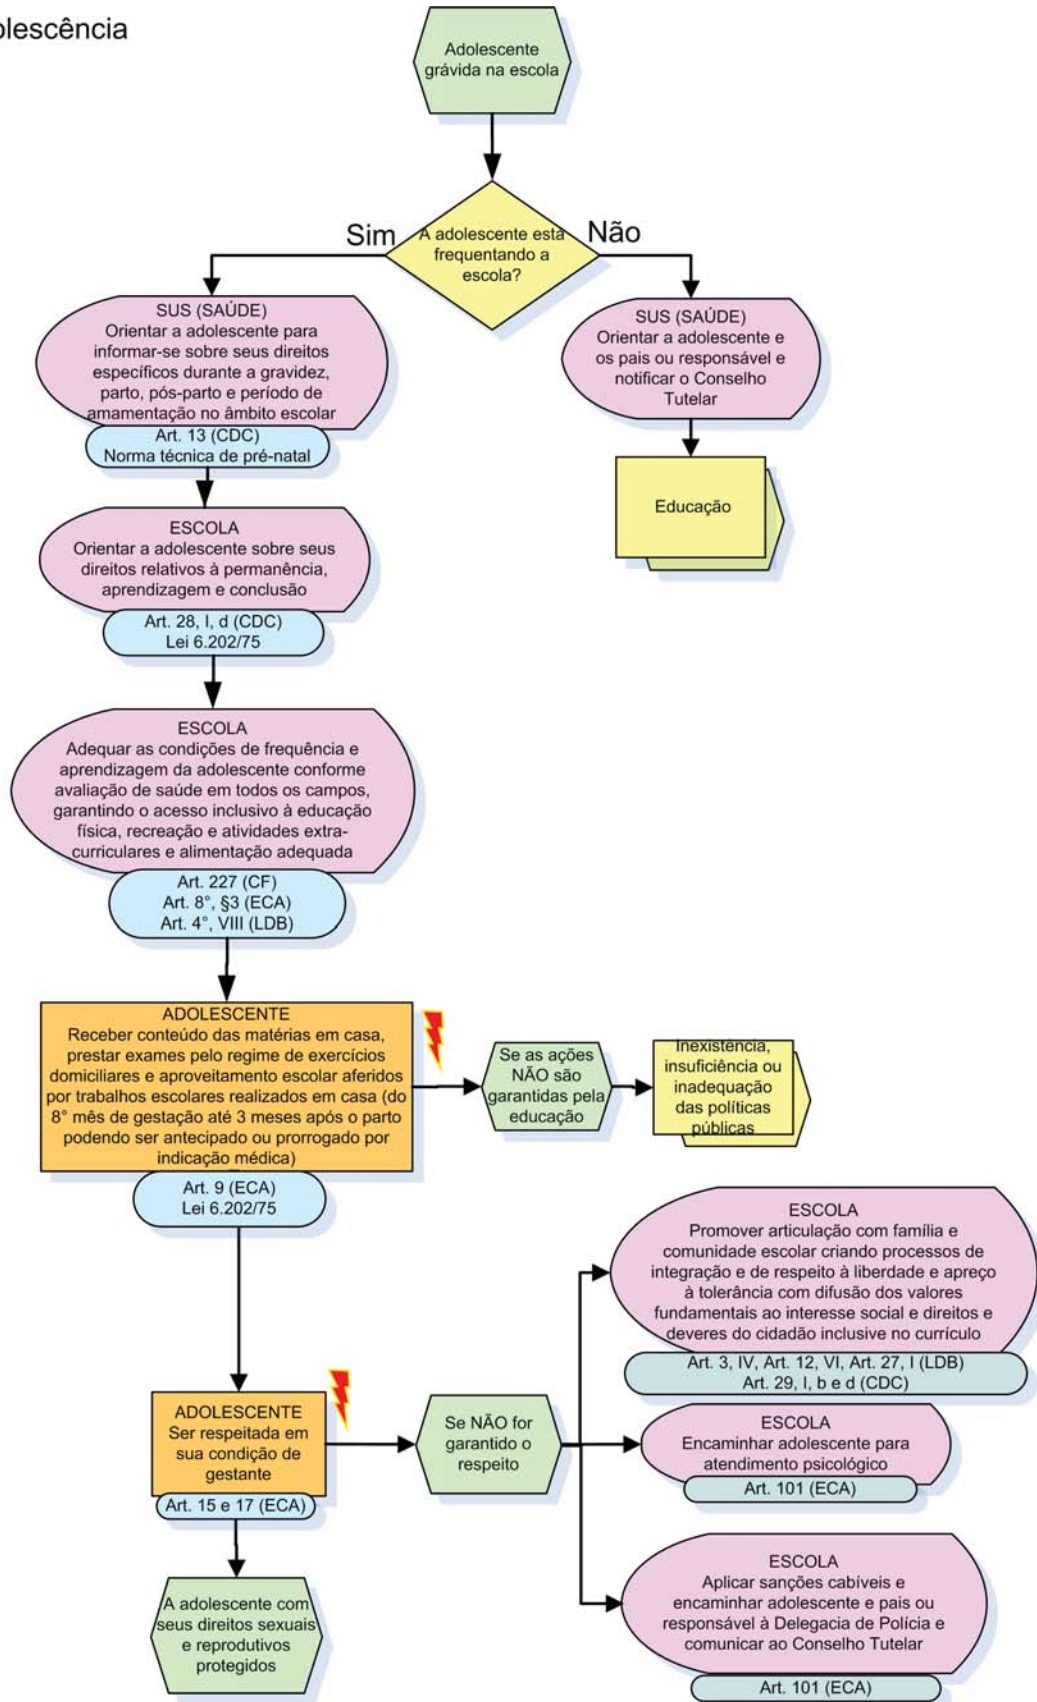 olescência
Adolescente
grávida na escola
A adolescente está
frequentando a
escola?
Sim
Não
SUS (SAÚDE)
Orientar a adolescente para
informar-se sobre seus direitos
específicos durante a gravidez,
parto, pós-parto e período de
amamentação no âmbito escolar
Art. 13 (CDC)
Norma técnica de pré-natal
SUS (SAÚDE)
Orientar a adolescente e
os pais ou responsável e
notificar o Conselho
Tutelar
Educação
ESCOLA
Orientar a adolescente sobre seus
direitos relativos à permanência,
aprendizagem e conclusão
Art. 28, I, d (CDC)
Lei 6.202/75
ESCOLA
Adequar as condições de frequência e
aprendizagem da adolescente conforme
avaliação de saúde em todos os campos,
garantindo o acesso inclusivo à educação
física, recreação e atividades extra-
curriculares e alimentação adequada
Art. 227 (CF)
Art. 8°, §3 (ECA)
Art. 4°, VIII (LDB)
ADOLESCENTE
Receber conteúdo das matérias em casa,
prestar exames pelo regime de exercícios
domiciliares e aproveitamento escolar aferidos
por trabalhos escolares realizados em casa (do
8° mês de gestação até 3 meses após o parto
podendo ser antecipado ou prorrogado por
indicação médica)
Art. 9 (ECA)
Lei 6.202/75
Se as ações
NÃO são
garantidas pela
educação
Inexistência,
insuficiência ou
inadequação
das políticas
públicas
ADOLESCENTE
Ser respeitada em
sua condição de
gestante
Art. 15 e 17 (ECA)
Se NÃO for
garantido o
respeito
ESCOLA
Promover articulação com família e
comunidade escolar criando processos de
integração e de respeito à liberdade e apreço
à tolerância com difusão dos valores
fundamentais ao interesse social e direitos e
deveres do cidadão inclusive no currículo
Art. 3, IV, Art. 12, VI, Art. 27, I (LDB)
Art. 29, I, b e d (CDC)
ESCOLA
Encaminhar adolescente para
atendimento psicológico
Art. 101 (ECA)
ESCOLA
Aplicar sanções cabíveis e
encaminhar adolescente e pais ou
responsável à Delegacia de Polícia e
comunicar ao Conselho Tutelar
Art. 101 (ECA)
A adolescente com
seus direitos sexuais
e reprodutivos
protegidos